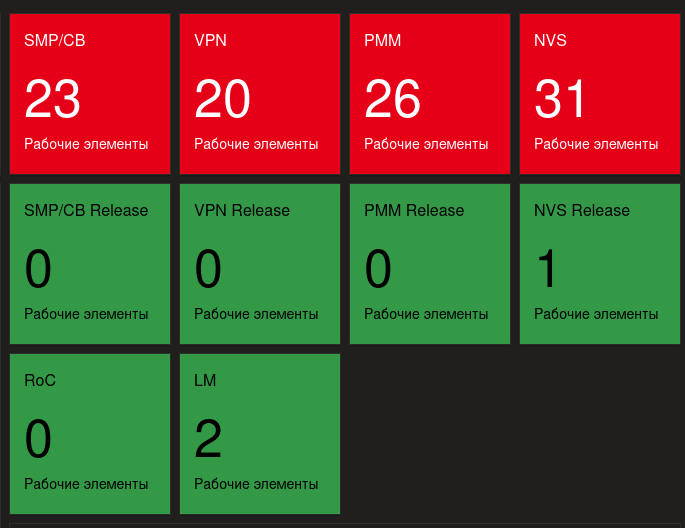 SMP/CB
23
Рабочие элементы
VPN
20
Рабочие элементы
PMM
26
Рабочие элементы
NVS
31
Рабочие элементы
SMP/CB Release
0
Рабочие элементы
VPN Release
0
Рабочие элементы
PMM Release
0
Рабочие элементы
NVS Release
1
Рабочие элементы
RoC
0
Рабочие элементы
LM
2
Рабочие элементы